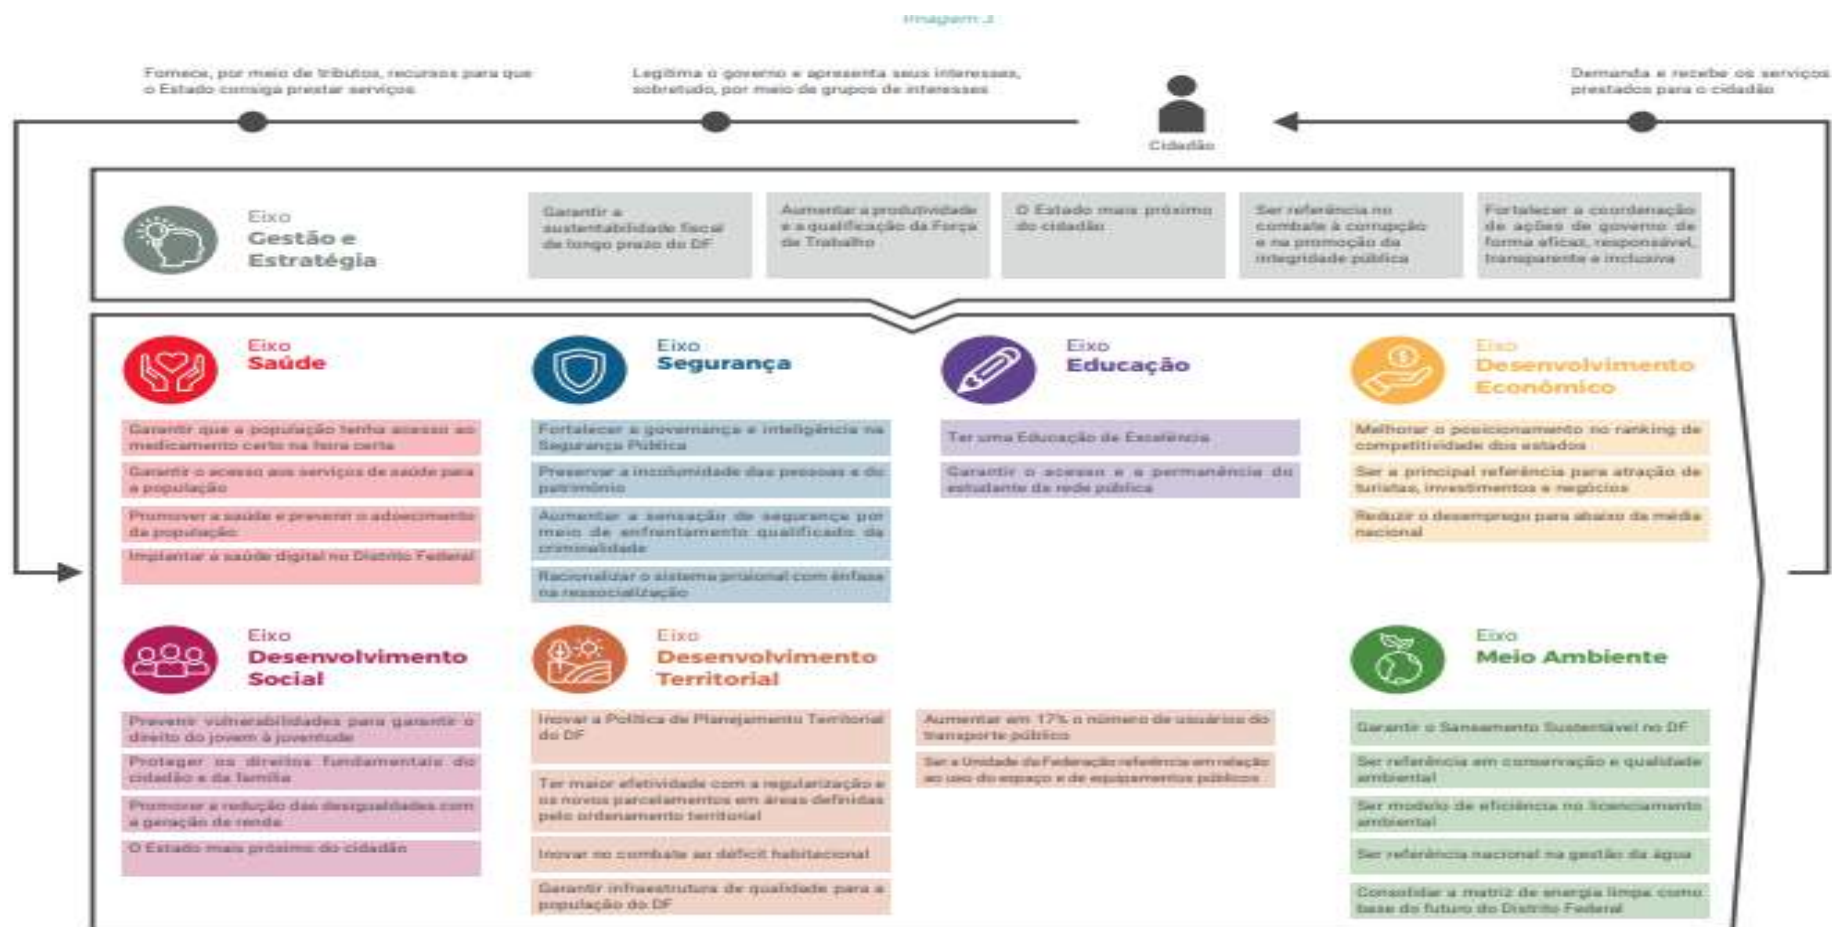 Imagem 3
Fornece, por meio de tributos, recursos para que
o Estado consiga prestar serviços
Legitima o governo e apresenta seus interesses,
sobretudo, por meio de grupos de interesses
Demanda e recebe os serviços
prestados para o cidadão
Cidadão
Eixo
Gestão e
Estratégia
Garantir a
sustentabilidade fiscal
de longo prazo do DF
Aumentar a produtividade
e a qualificação da Força
de Trabalho
O Estado mais próximo
do cidadão
Ser referência no
combate à corrupção
e na promoção da
integridade pública
Fortalecer a coordenação
de ações de governo de
forma eficaz, responsável,
transparente e inclusiva
Eixo
Saúde
Garantir que a população tenha acesso ao
medicamento certo na hora certa
Garantir o acesso aos serviços de saúde para
a população
Promover a saúde e prevenir o adoecimento
da população
Implantar a saúde digital no Distrito Federal
Eixo
Segurança
Fortalecer a governança e inteligência na
Segurança Pública
Preservar a incolumidade das pessoas e do
patrimônio
Aumentar a sensação de segurança por
meio de enfrentamento qualificado da
criminalidade
Racionalizar o sistema prisional com ênfase
na ressocialização
Eixo
Educação
Ter uma Educação de Excelência
Garantir o acesso e a permanência do
estudante da rede pública
Eixo
Desenvolvimento
Econômico
Melhorar o posicionamento no ranking de
competitividade dos estados
Ser a principal referência para atração de
turistas, investimentos e negócios
Reduzir o desemprego para abaixo da média
nacional
Eixo
Desenvolvimento
Social
Prevenir vulnerabilidades para garantir o
direito do jovem à juventude
Proteger os direitos fundamentais do
cidadão e da família
Promover a redução das desigualdades com
a geração de renda
O Estado mais próximo do cidadão
Eixo
Desenvolvimento
Territorial
Inovar a Política de Planejamento Territorial
do DF
Ter maior efetividade com a regularização e
os novos parcelamentos em áreas definidas
pelo ordenamento territorial
Inovar no combate ao déficit habitacional
Garantir infraestrutura de qualidade para a
população do DF
Aumentar em 17% o número de usuários do
transporte público
Ser a Unidade da Federação referência em relação
ao uso do espaço e de equipamentos públicos
Eixo
Meio Ambiente
Garantir o Saneamento Sustentável no DF
Ser referência em conservação e qualidade
ambiental
Ser modelo de eficiência no licenciamento
ambiental
Ser referência nacional na gestão da água
Consolidar a matriz de energia limpa como
base do futuro do Distrito Federal